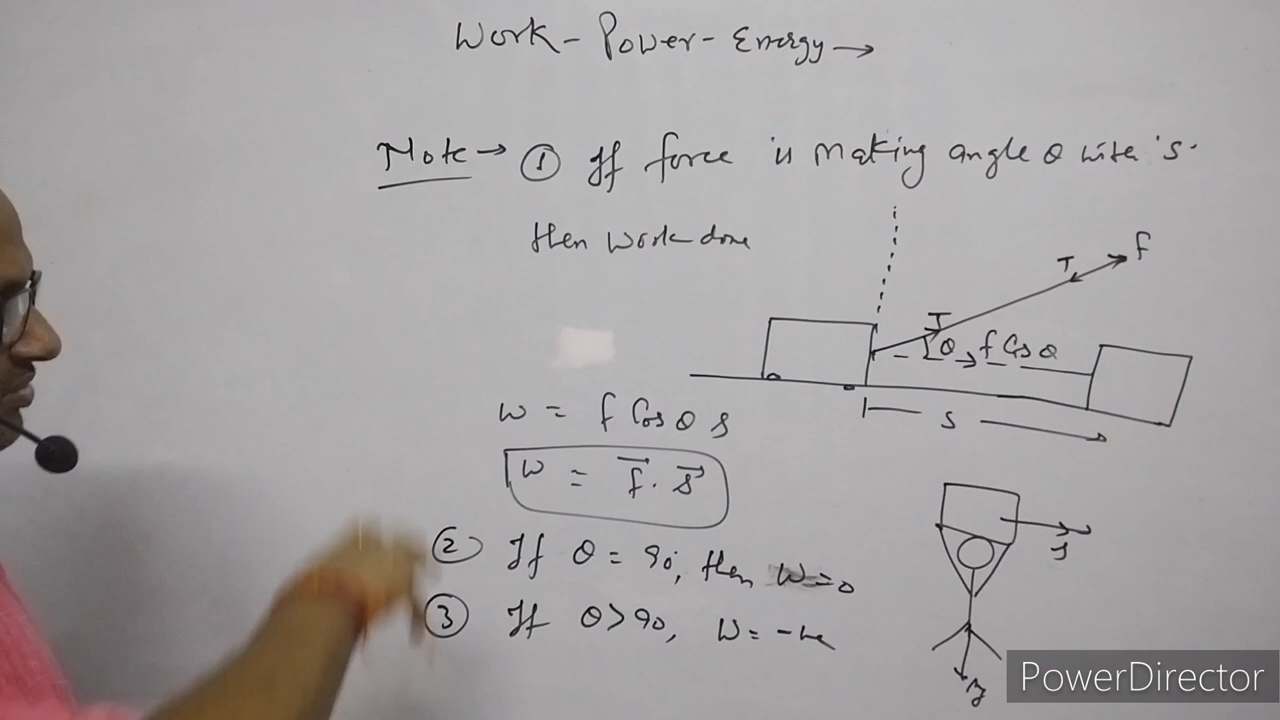 Work - Power - Energy →
Note → ① If force is making angle θ with 's.
then work done
F
T
T
θ f Cos θ
s
w = f Cos θ s
w = f⃗ . s⃗
② If θ = 90°, then W = 0
③ If θ > 90, W = -ve
PowerDirector